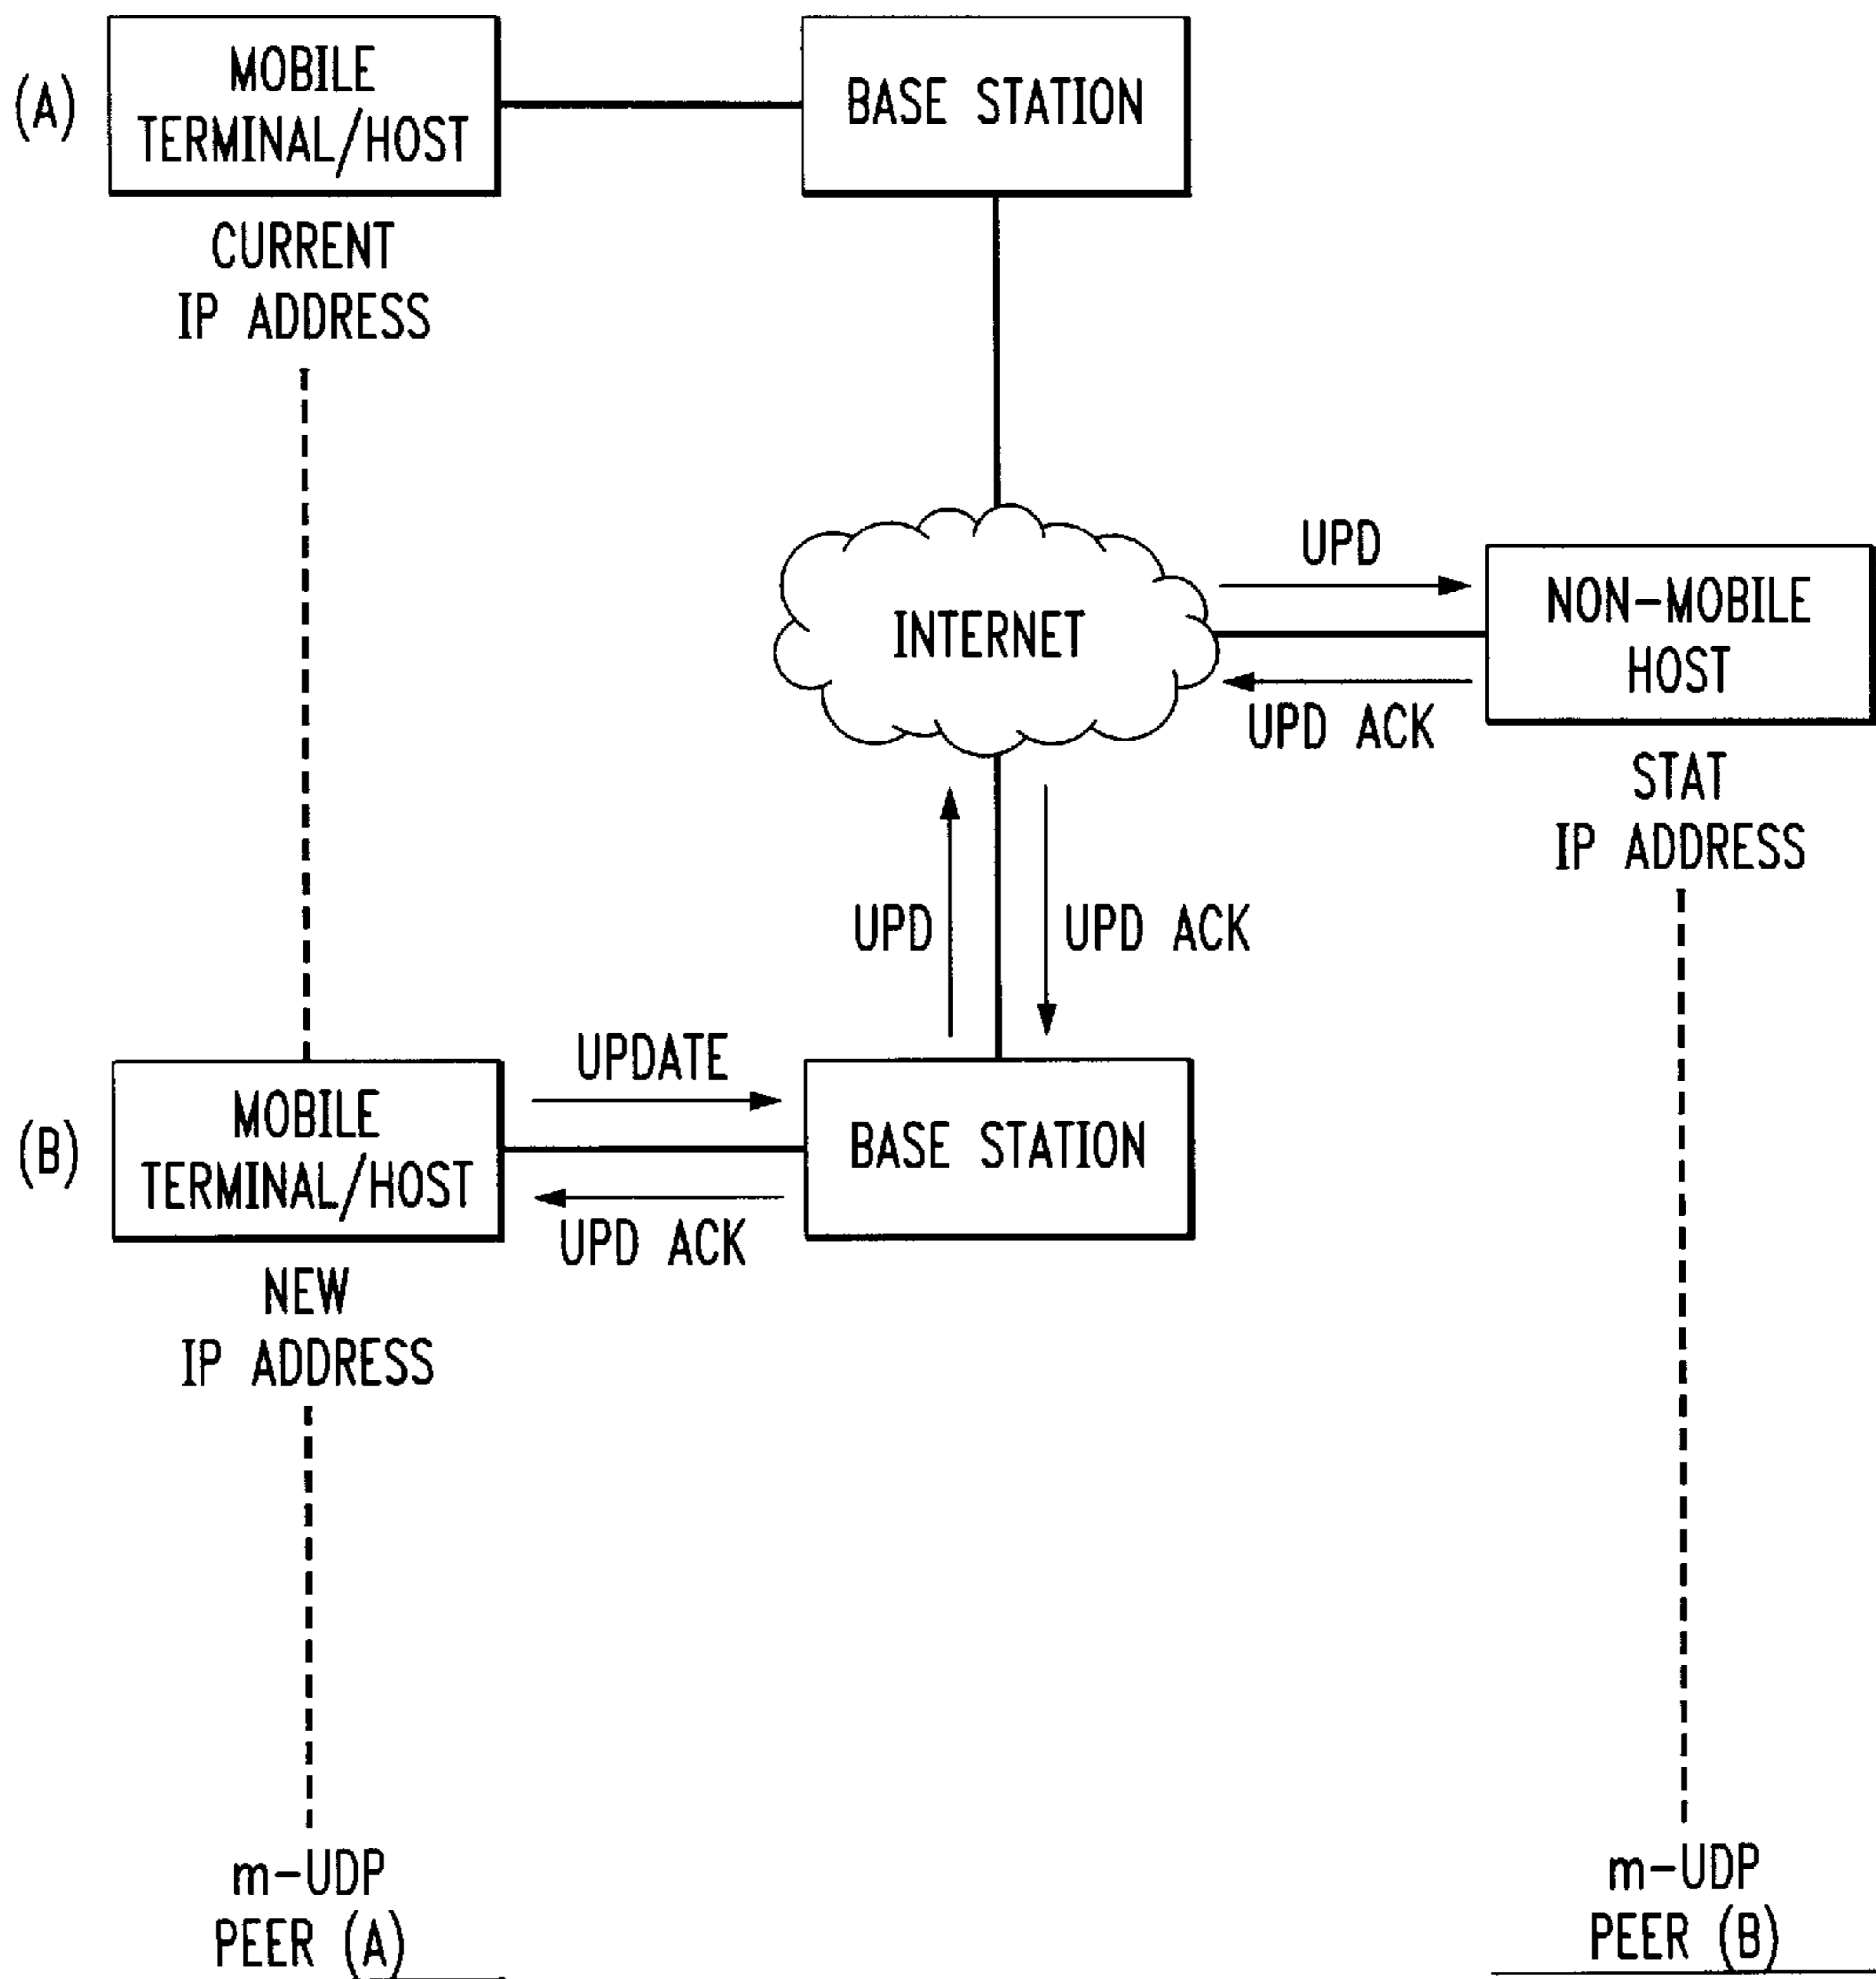 (A)
MOBILE
TERMINAL/HOST
BASE STATION
CURRENT
IP ADDRESS
INTERNET
UPD
UPD ACK
NON-MOBILE
HOST
STAT
IP ADDRESS
UPD
UPD ACK
(B)
MOBILE
TERMINAL/HOST
UPDATE
UPD ACK
BASE STATION
NEW
IP ADDRESS
m-UDP
PEER (A)
m-UDP
PEER (B)